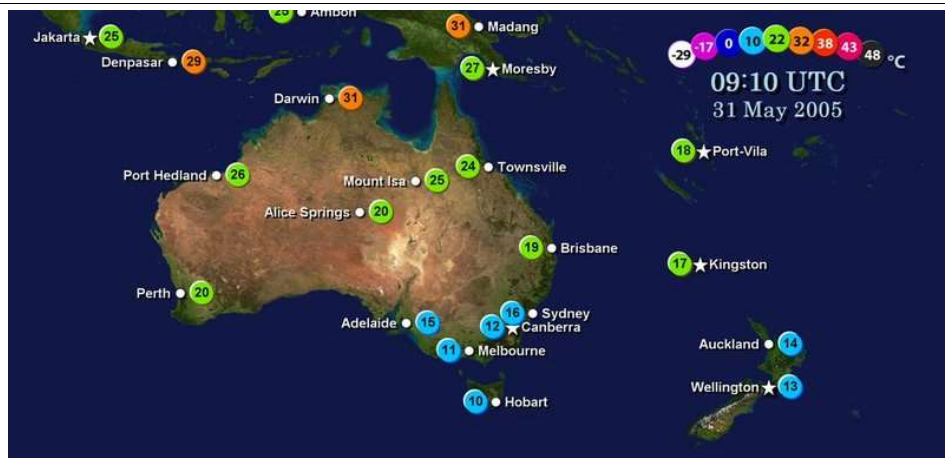 28 Ambon
Jakarta 25
31 Madang
-29 -17 0 10 22 32 38 43 48 °C
Denpasar 29
27 Moresby
09:10 UTC
31 May 2005
Darwin 31
18 Port-Vila
Port Hedland 26
24 Townsville
Mount Isa 25
Alice Springs 20
19 Brisbane
17 Kingston
Perth 20
16 Sydney
Adelaide 15
12 Canberra
11 Melbourne
Auckland 14
Wellington 13
10 Hobart